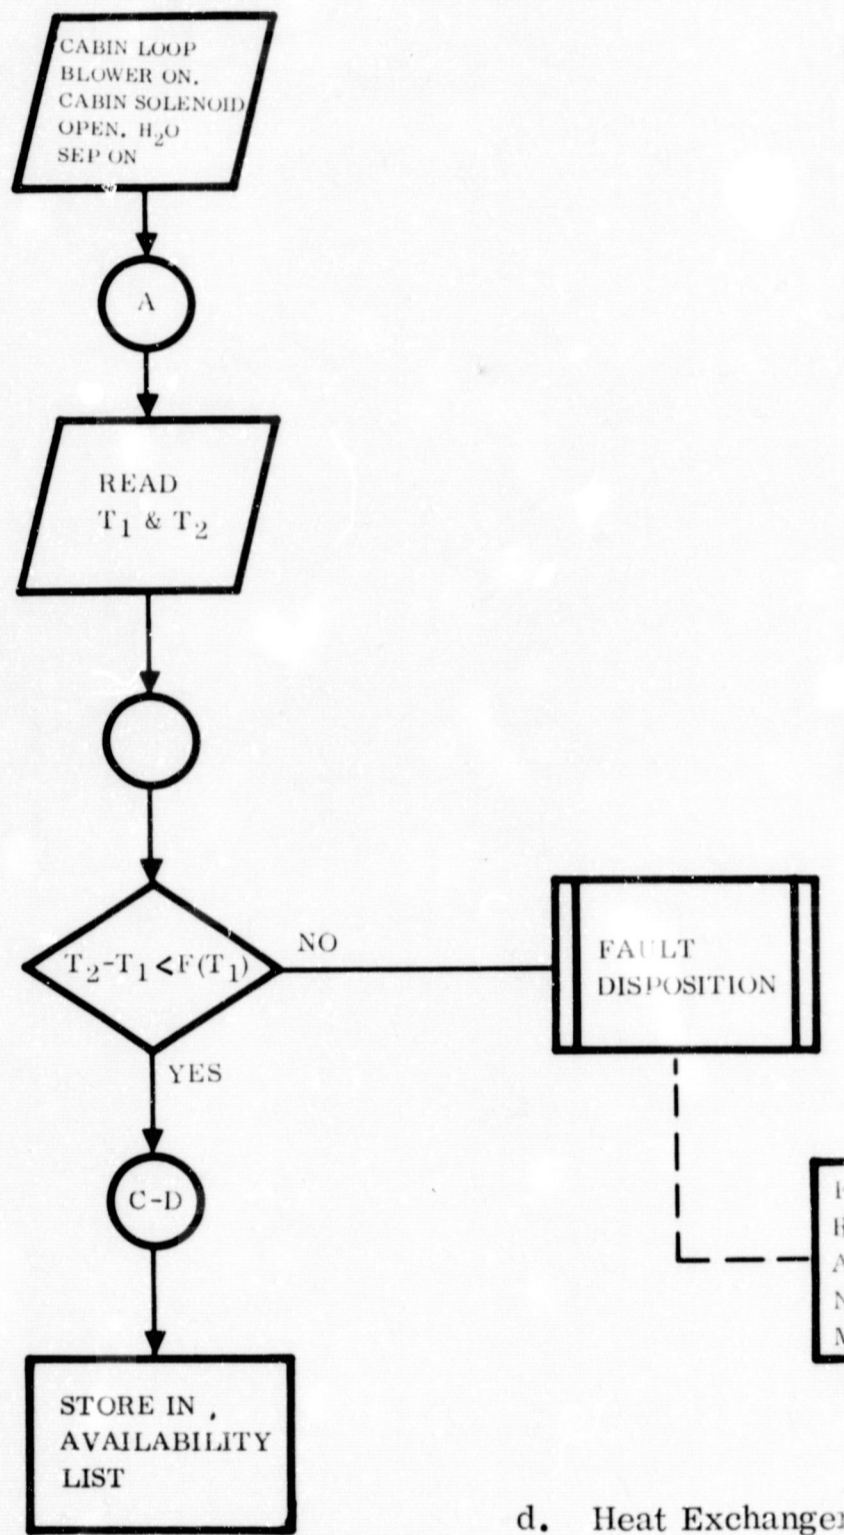 CABIN LOOP
BLOWER ON.
CABIN SOLENOID
OPEN. H₂O
SEP ON
A
READ
T₁ & T₂
T₂-T₁ < F(T₁)
NO
FAULT
DISPOSITION
YES
C-D
A
N
M
STORE IN
AVAILABILITY
LIST
d. Heat Exchanger